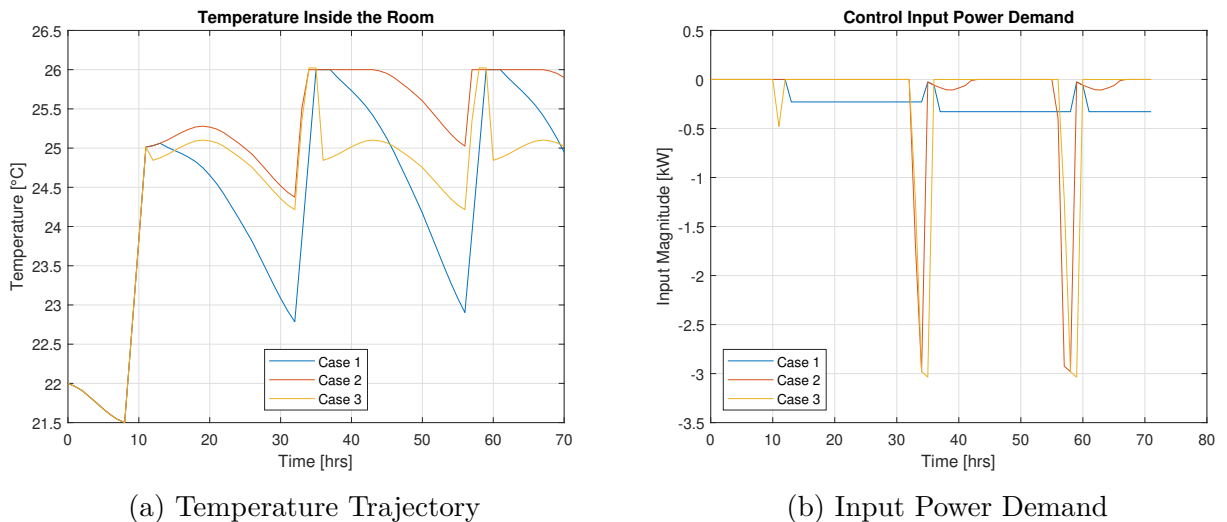 Temperature Inside the Room
26.5
26
25.5
25
24.5
24
23.5
23
22.5
22
21.5
Temperature [°C]
Case 1
Case 2
Case 3
0 10 20 30 40 50 60 70
Time [hrs]
(a) Temperature Trajectory
Control Input Power Demand
0.5
0
-0.5
-1
-1.5
-2
-2.5
-3
-3.5
Input Magnitude [kW]
Case 1
Case 2
Case 3
0 10 20 30 40 50 60 70 80
Time [hrs]
(b) Input Power Demand